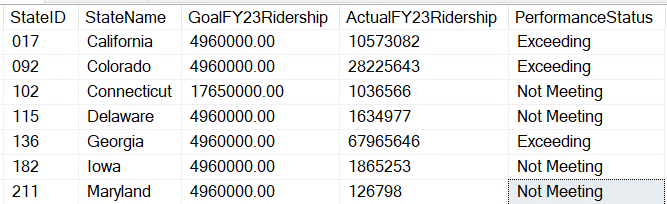 StateID StateName GoalFY23Ridership ActualFY23Ridership PerformanceStatus
017 California 4960000.00 10573082 Exceeding
092 Colorado 4960000.00 28225643 Exceeding
102 Connecticut 17650000.00 1036566 Not Meeting
115 Delaware 4960000.00 1634977 Not Meeting
136 Georgia 4960000.00 67965646 Exceeding
182 Iowa 4960000.00 1865253 Not Meeting
211 Maryland 4960000.00 126798 Not Meeting